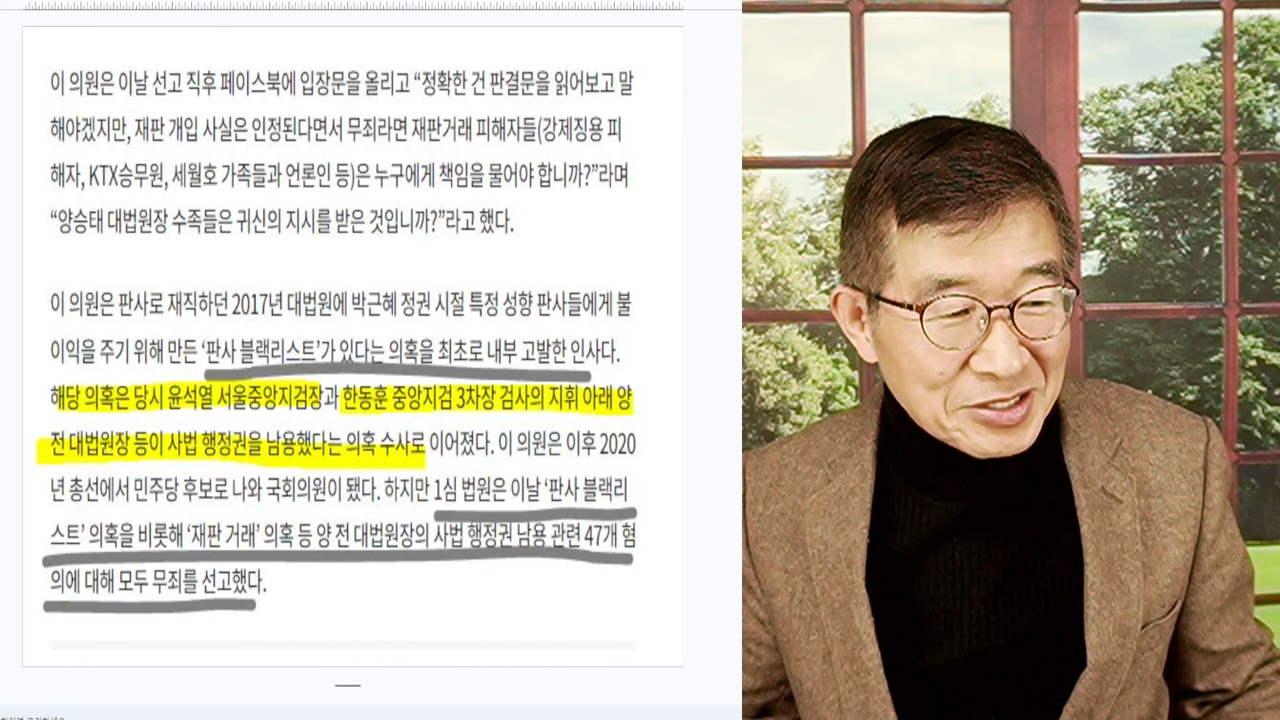 이 의원은 이날 선고 직후 페이스북에 입장문을 올리고 “정확한 건 판결문을 읽어보고 말
해야겠지만, 재판 개입 사실은 인정된다면서 무죄라면 재판거래 피해자들(강제징용 피
해자, KTX승무원, 세월호 가족들과 언론인 등)은 누구에게 책임을 물어야 합니까?”라며
“양승태 대법원장 수족들은 귀신의 지시를 받은 것입니까?”라고 했다.
이 의원은 판사로 재직하던 2017년 대법원에 박근혜 정권 시절 특정 성향 판사들에게 불
이익을 주기 위해 만든 ‘판사 블랙리스트’가 있다는 의혹을 최초로 내부 고발한 인사다.
해당 의혹은 당시 윤석열 서울중앙지검장과 한동훈 중앙지검 3차장 검사의 지휘 아래 양
전 대법원장 등이 사법 행정권을 남용했다는 의혹 수사로 이어졌다. 이 의원은 이후 2020
년 총선에서 민주당 후보로 나와 국회의원이 됐다. 하지만 1심 법원은 이날 ‘판사 블랙리
스트’ 의혹을 비롯해 ‘재판 거래’ 의혹 등 양 전 대법원장의 사법 행정권 남용 관련 47개 혐
의에 대해 모두 무죄를 선고했다.